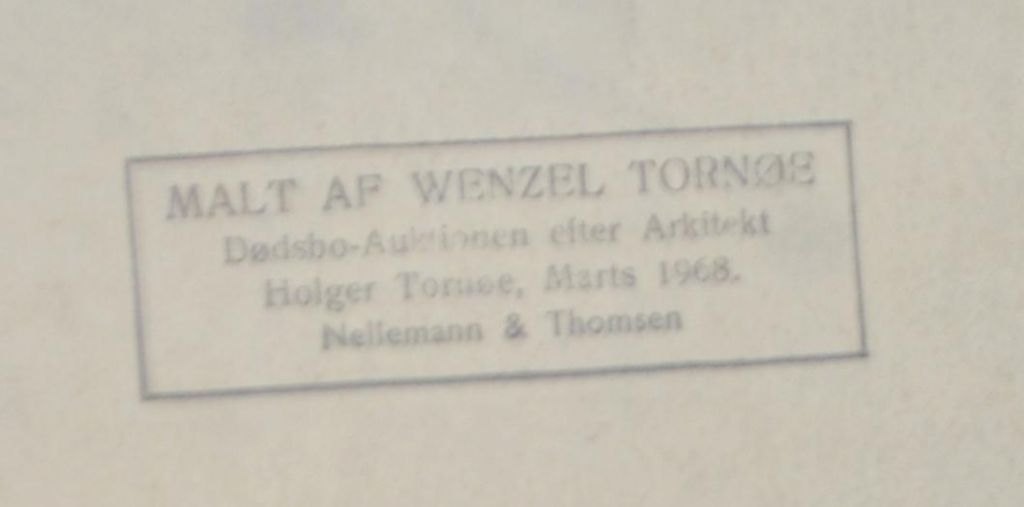 MALT AF WENZEL TORNØE
Dødsbo-Auktionen efter Arkitekt
Holger Tornøe, Marts 1968.
Nellemann & Thomsen